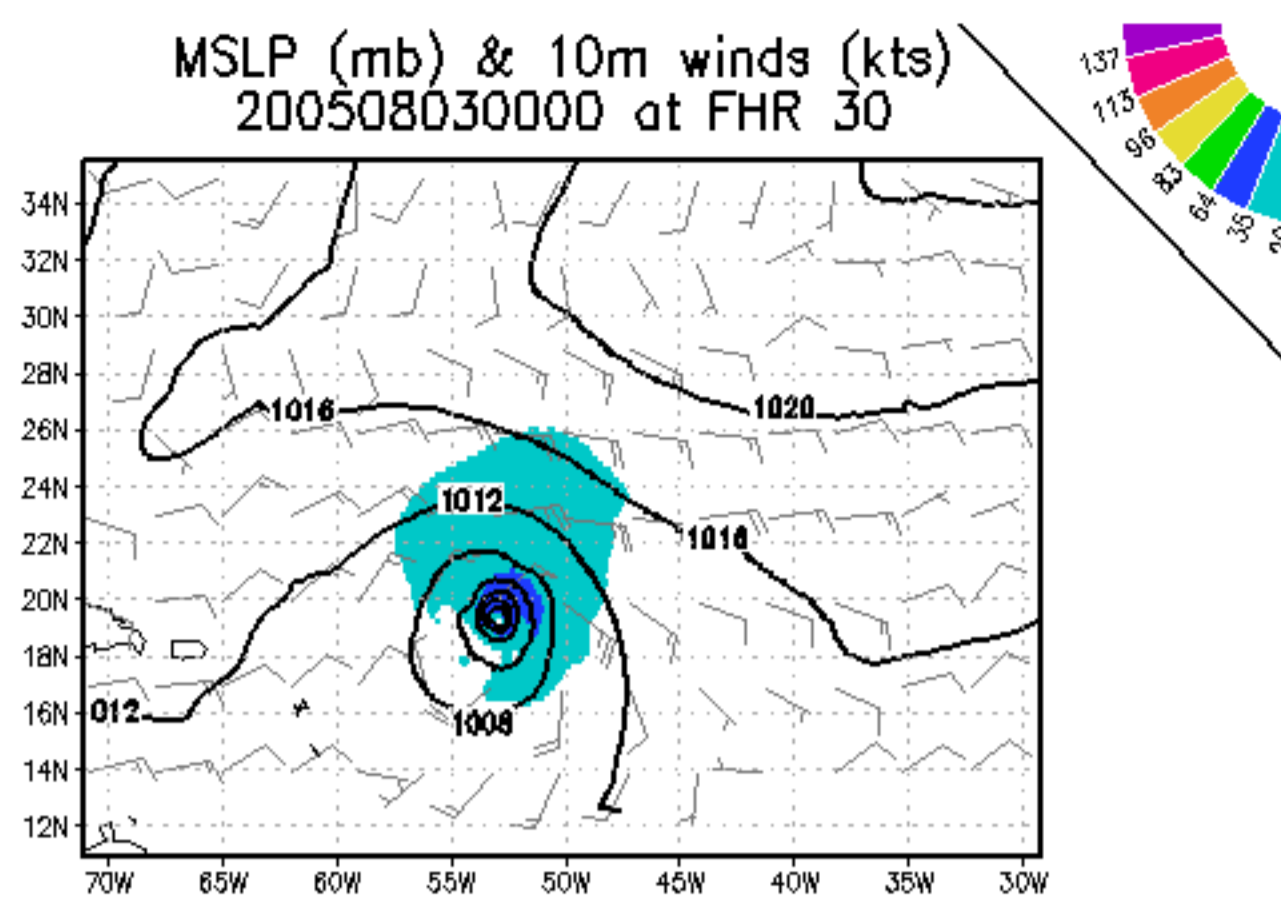 MSLP (mb) & 10m winds (kts)
200508030000 at FHR 30
137
113
96
83
64
35
34N
32N
30N
28N
26N
24N
22N
20N
18N
16N
14N
12N
1016
1020
1012
1016
012
1008
70W 65W 60W 55W 50W 45W 40W 35W 30W